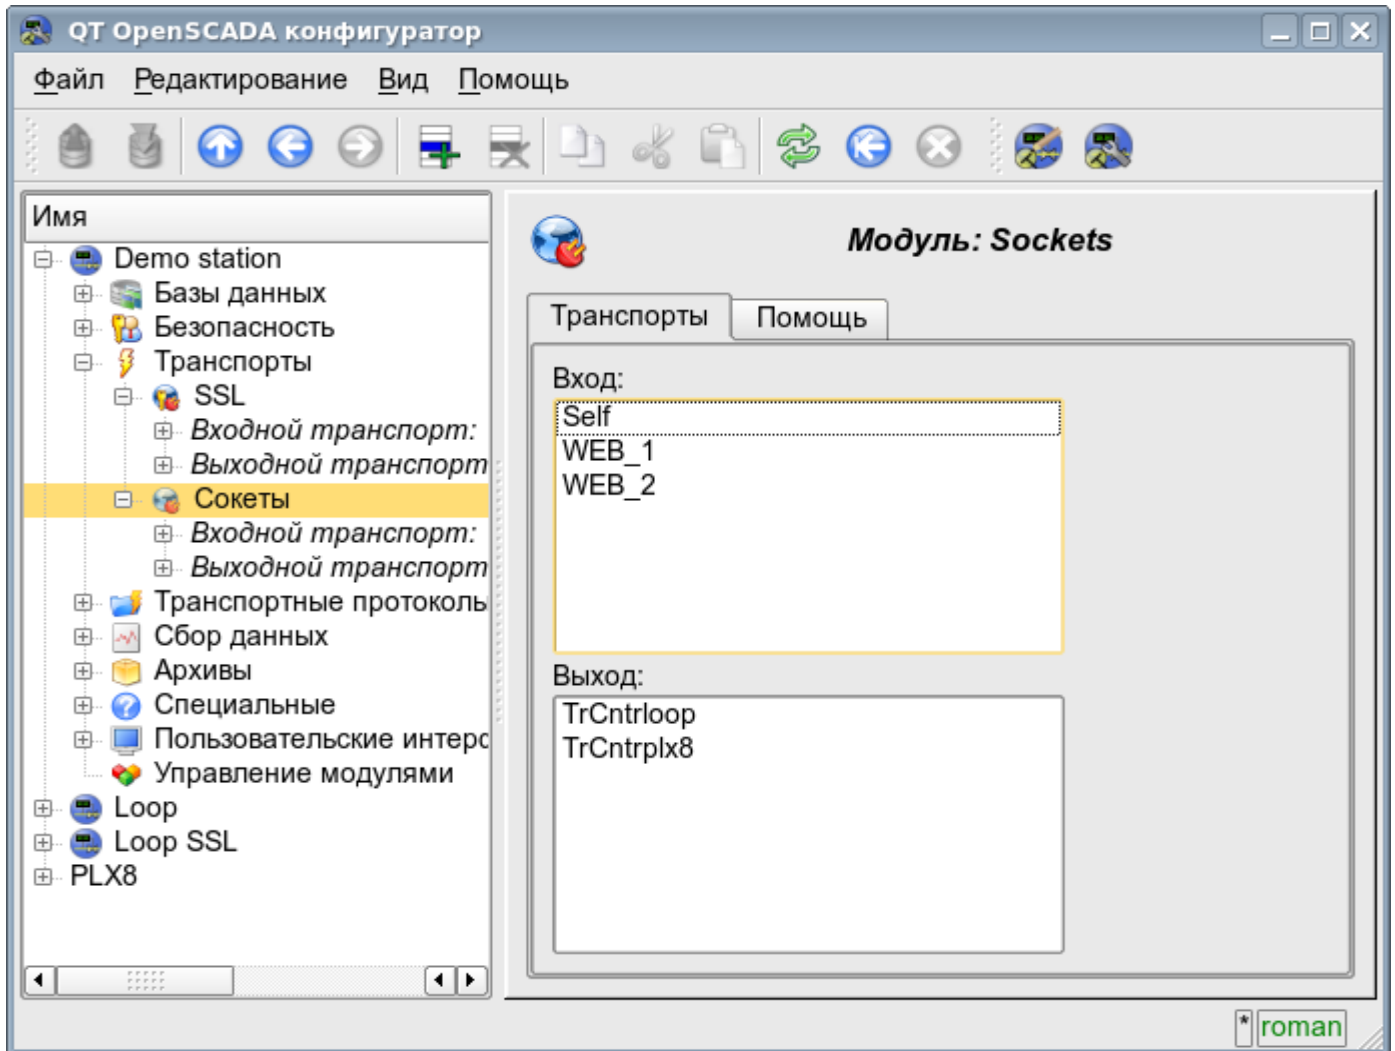 QT OpenSCADA конфигуратор
Файл Редактирование Вид Помощь
Имя
Demo station
Базы данных
Безопасность
Транспорты
SSL
Входной транспорт:
Выходной транспорт
Сокеты
Входной транспорт:
Выходной транспорт
Транспортные протоколы
Сбор данных
Архивы
Специальные
Пользовательские интерс
Управление модулями
Loop
Loop SSL
PLX8
Модуль: Sockets
Транспорты Помощь
Вход:
Self
WEB_1
WEB_2
Выход:
TrCntrloop
TrCntrplx8
* roman